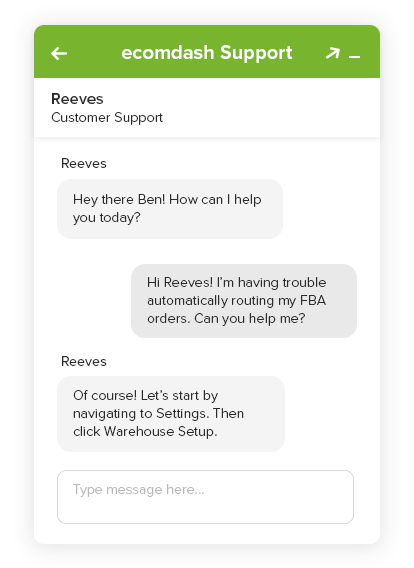 ecomdash Support
Reeves
Customer Support
Reeves
Hey there Ben! How can I help
you today?
Hi Reeves! I’m having trouble
automatically routing my FBA
orders. Can you help me?
Reeves
Of course! Let’s start by
navigating to Settings. Then
click Warehouse Setup.
Type message here...